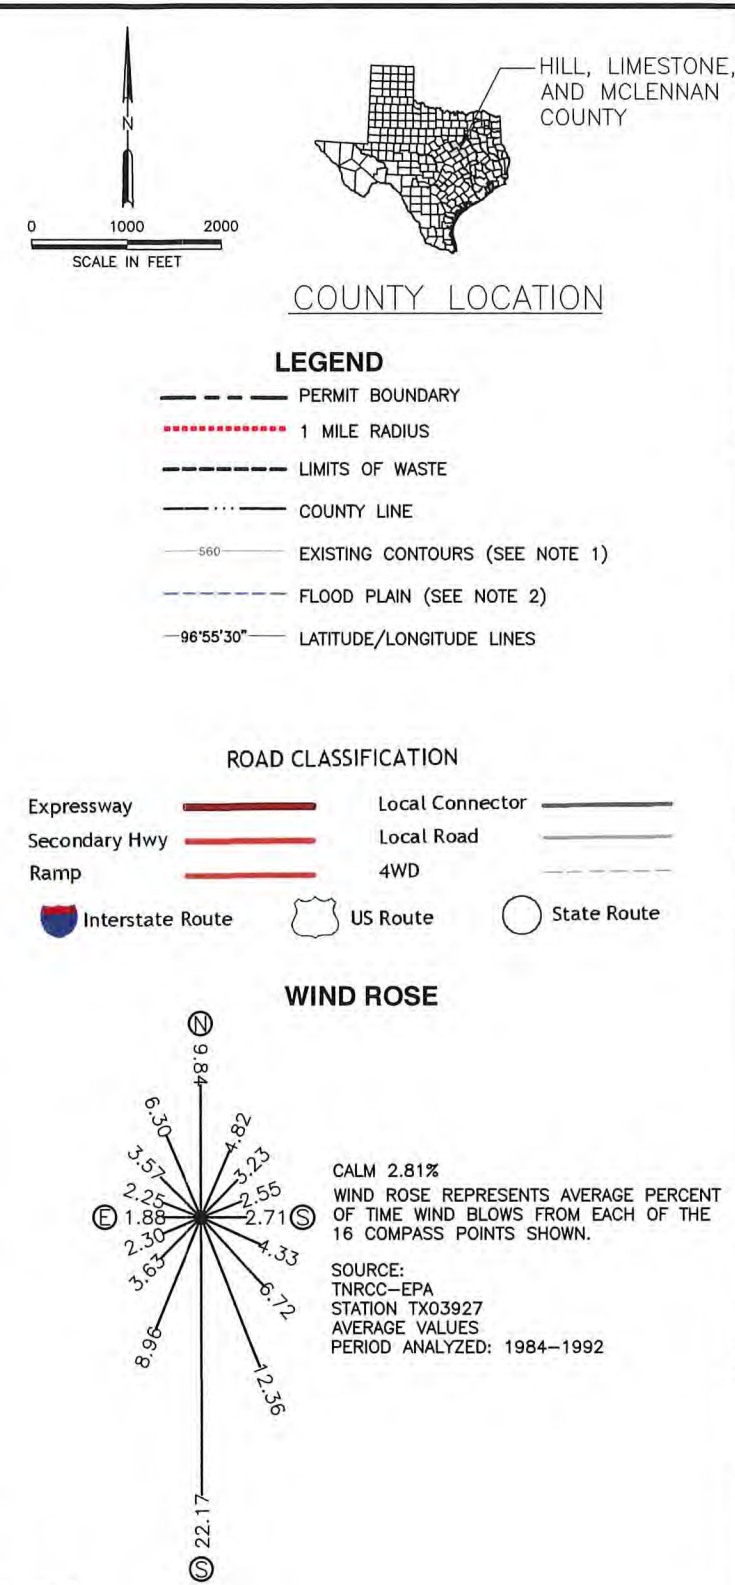 N
0 1000 2000
SCALE IN FEET
HILL, LIMESTONE,
AND MCLENNAN
COUNTY
COUNTY LOCATION
LEGEND
PERMIT BOUNDARY
1 MILE RADIUS
LIMITS OF WASTE
COUNTY LINE
560 EXISTING CONTOURS (SEE NOTE 1)
FLOOD PLAIN (SEE NOTE 2)
96°55'30" LATITUDE/LONGITUDE LINES
ROAD CLASSIFICATION
Expressway Local Connector
Secondary Hwy Local Road
Ramp 4WD
Interstate Route US Route State Route
WIND ROSE
N
9.84
6.30
4.82
3.57
3.23
2.25
2.55
E 1.88
2.71 S
2.30
4.33
3.63
6.72
8.96
12.36
22.17
S
CALM 2.81%
WIND ROSE REPRESENTS AVERAGE PERCENT
OF TIME WIND BLOWS FROM EACH OF THE
16 COMPASS POINTS SHOWN.
SOURCE:
TNRCC-EPA
STATION TX03927
AVERAGE VALUES
PERIOD ANALYZED: 1984-1992